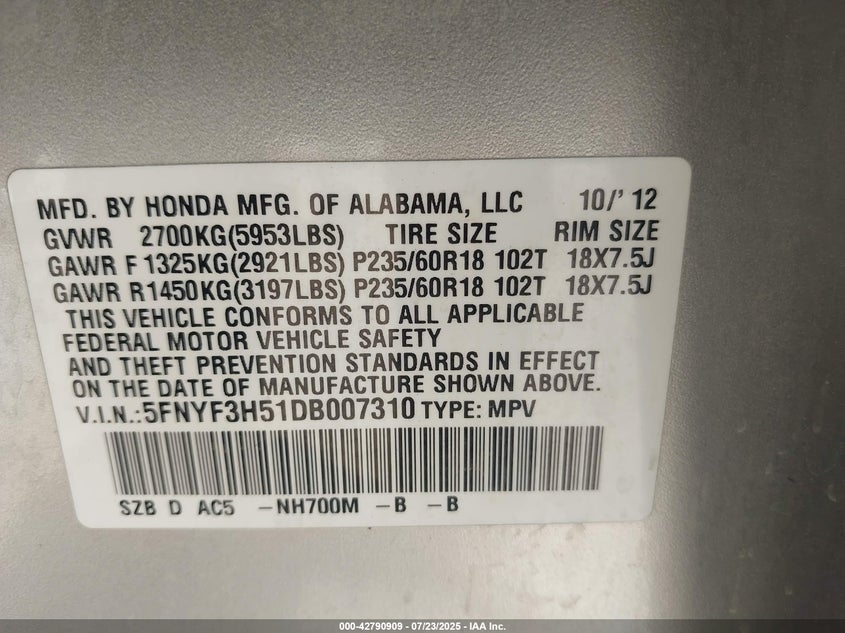 MFD. BY HONDA MFG. OF ALABAMA, LLC 10/' 12
GVWR 2700KG(5953LBS) TIRE SIZE RIM SIZE
GAWR F 1325KG(2921LBS) P235/60R18 102T 18X7.5J
GAWR R1450KG(3197LBS) P235/60R18 102T 18X7.5J
THIS VEHICLE CONFORMS TO ALL APPLICABLE
FEDERAL MOTOR VEHICLE SAFETY
AND THEFT PREVENTION STANDARDS IN EFFECT
ON THE DATE OF MANUFACTURE SHOWN ABOVE.
V.I.N.:5FNYF3H51DB007310 TYPE: MPV
SZB D AC5 -NH700M -B -B
000-42790909 - 07/23/2025 - IAA Inc.